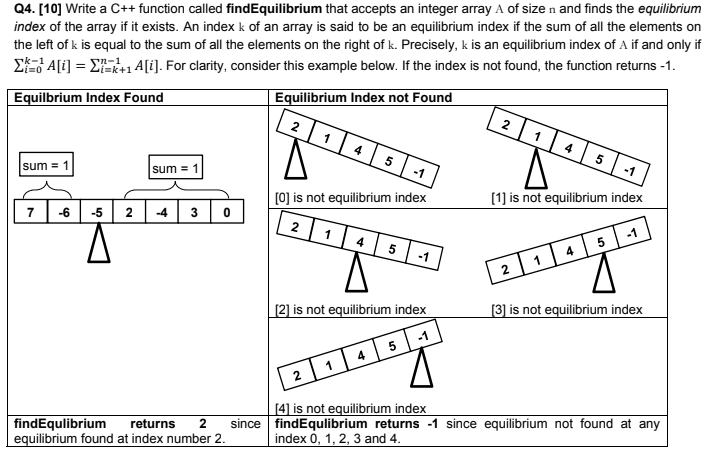 Q4. [10] Write a C++ function called findEquilibrium that accepts an integer array A of size n and finds the equilibrium
index of the array if it exists. An index k of an array is said to be an equilibrium index if the sum of all the elements on
the left of k is equal to the sum of all the elements on the right of k. Precisely, k is an equilibrium index of A if and only if
∑_{i=0}^{k−1} A[i] = ∑_{i=k+1}^{n−1} A[i]. For clarity, consider this example below. If the index is not found, the function returns -1.
Equilbrium Index Found
sum = 1
sum = 1
7 -6 -5 2 -4 3 0
findEqulibrium returns 2 since
equilibrium found at index number 2.
Equilibrium Index not Found
2 1 4 5 -1
[0] is not equilibrium index
2 1 4 5 -1
[1] is not equilibrium index
2 1 4 5 -1
[2] is not equilibrium index
2 1 4 5 -1
[3] is not equilibrium index
2 1 4 5 -1
[4] is not equilibrium index
findEqulibrium returns -1 since equilibrium not found at any
index 0, 1, 2, 3 and 4.